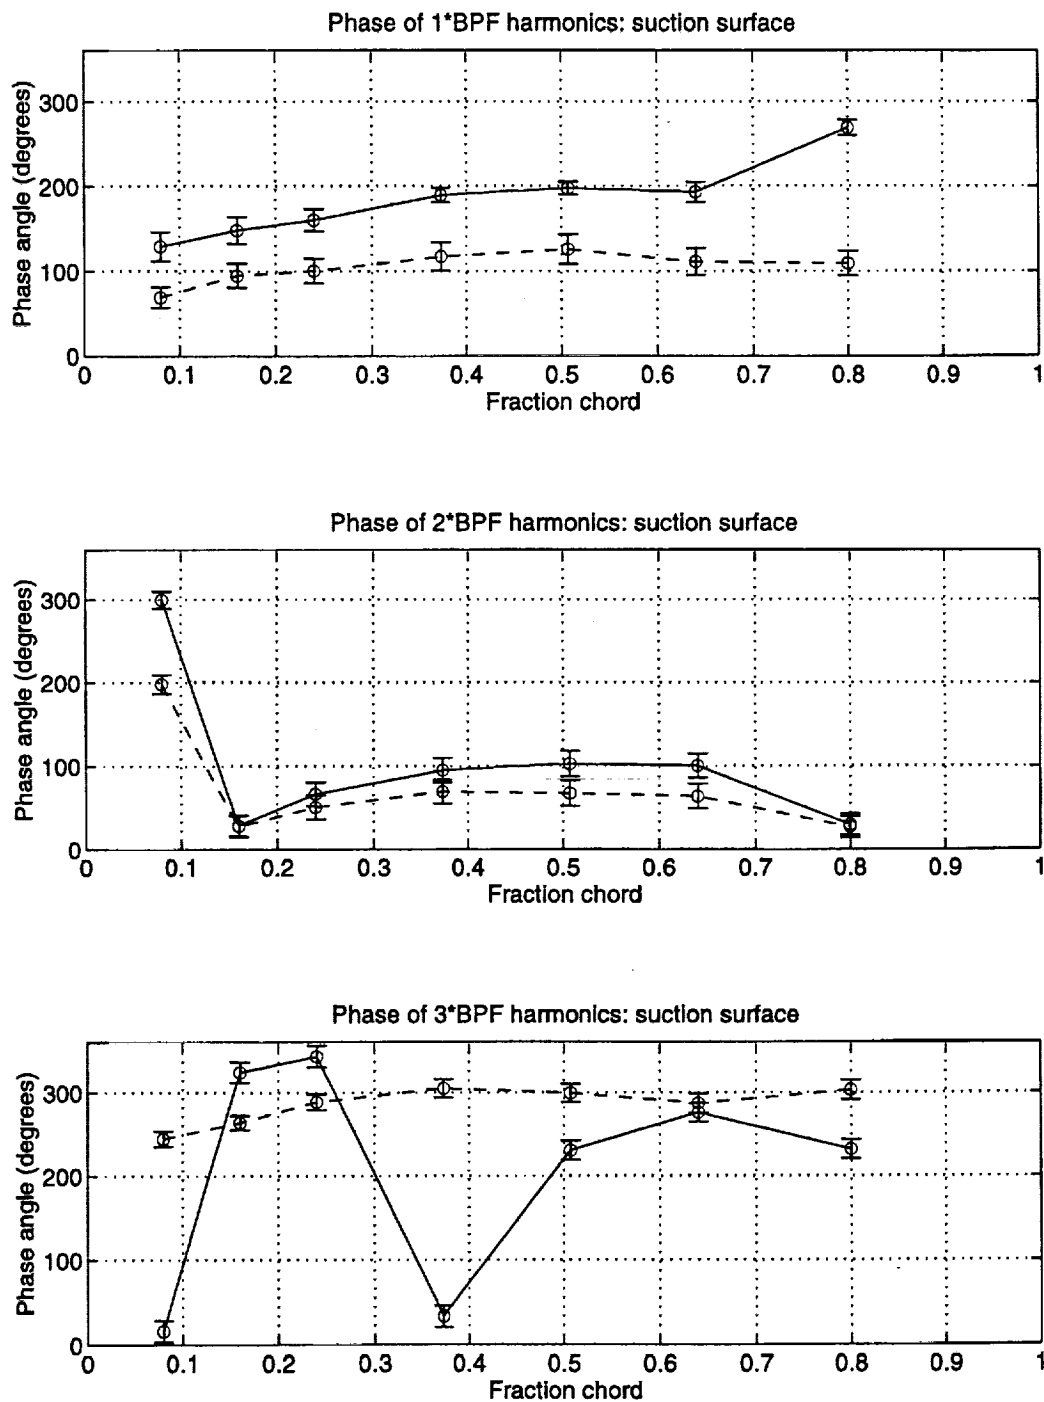 Phase of 1*BPF harmonics: suction surface
Phase angle (degrees)
300
200
100
0
0 0.1 0.2 0.3 0.4 0.5 0.6 0.7 0.8 0.9 1
Fraction chord
Phase of 2*BPF harmonics: suction surface
Phase angle (degrees)
300
200
100
0
0 0.1 0.2 0.3 0.4 0.5 0.6 0.7 0.8 0.9 1
Fraction chord
Phase of 3*BPF harmonics: suction surface
Phase angle (degrees)
300
200
100
0
0 0.1 0.2 0.3 0.4 0.5 0.6 0.7 0.8 0.9 1
Fraction chord